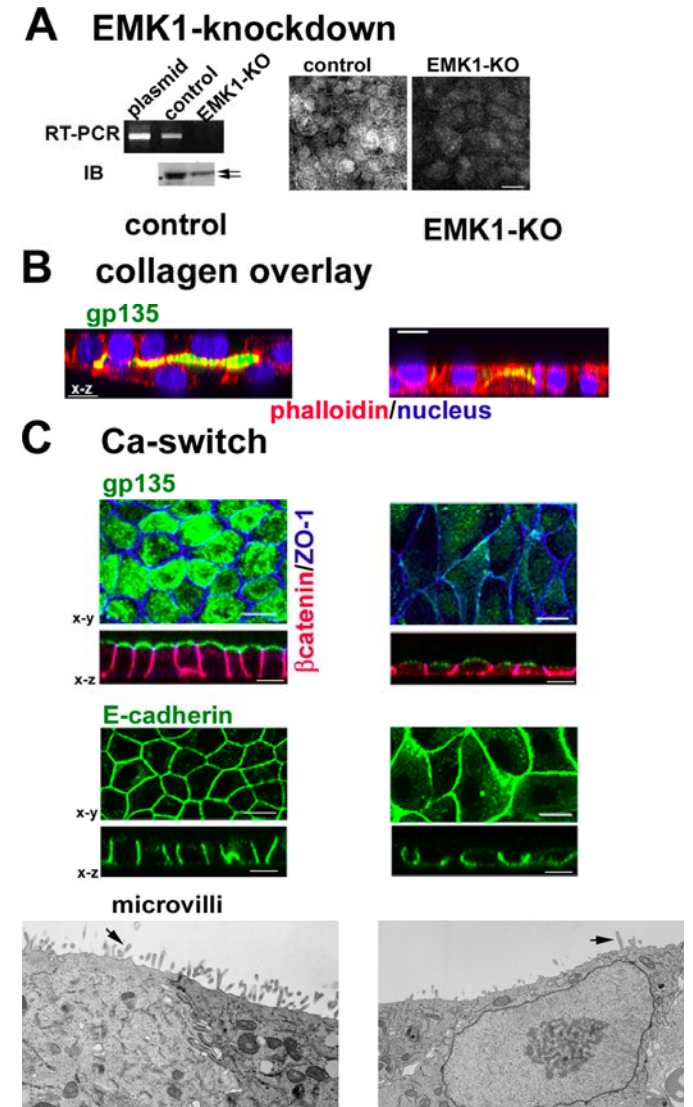 A EMK1-knockdown
plasmid
control
EMK1-KO
control
EMK1-KO
RT-PCR
IB
control
EMK1-KO
B collagen overlay
gp135
x-z
phalloidin/nucleus
C Ca-switch
gp135
x-y
x-z
βcatenin/ZO-1
E-cadherin
x-y
x-z
microvilli